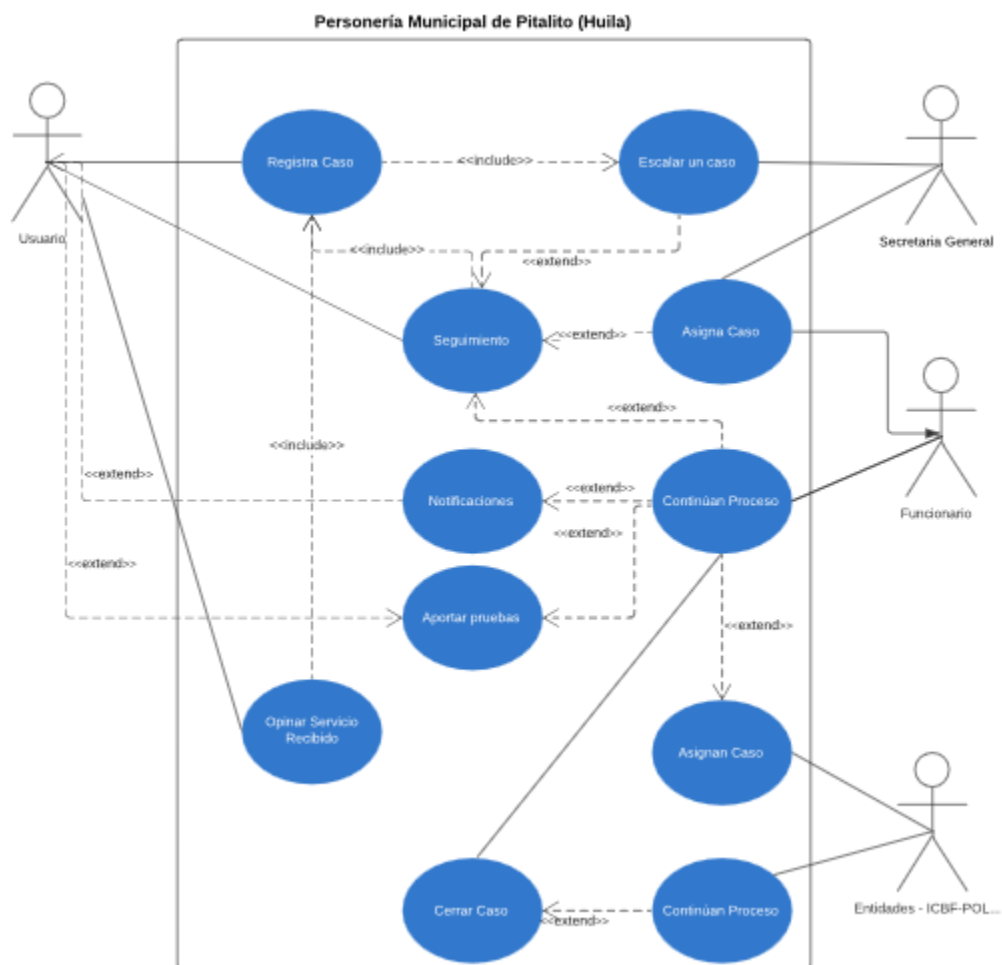 Personería Municipal de Pitalito (Huila)
Registra Caso
<<include>>
Escalar un caso
Usuario
Secretaria General
<<include>>
<<extend>>
Seguimiento
<<extend>>
Asigna Caso
<<extend>>
<<include>>
<<extend>>
Notificaciones
<<extend>>
Continúan Proceso
Funcionario
<<extend>>
<<extend>>
Aportar pruebas
<<extend>>
Opinar Servicio
Recibido
Asignan Caso
Cerrar Caso
<<extend>>
Continúan Proceso
Entidades - ICBF-POL...